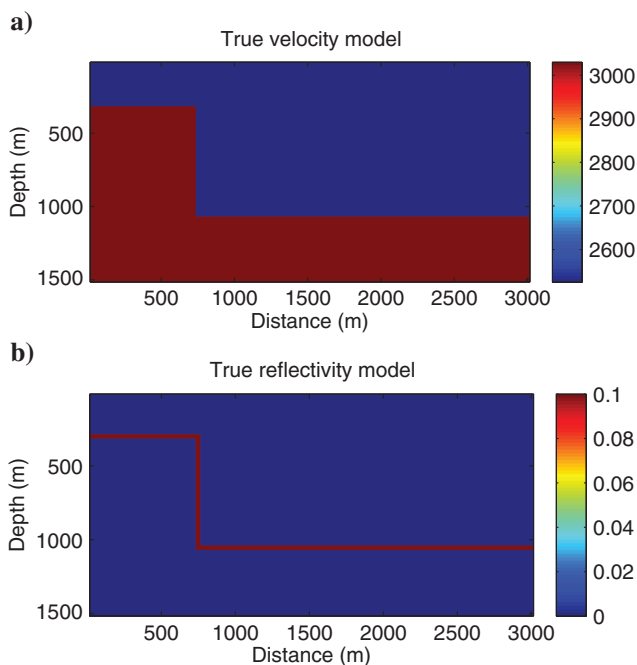 a)
True velocity model
Depth (m)
500
1000
1500
500 1000 1500 2000 2500 3000
Distance (m)
3000
2900
2800
2700
2600
b)
True reflectivity model
Depth (m)
500
1000
1500
500 1000 1500 2000 2500 3000
Distance (m)
0.1
0.08
0.06
0.04
0.02
0